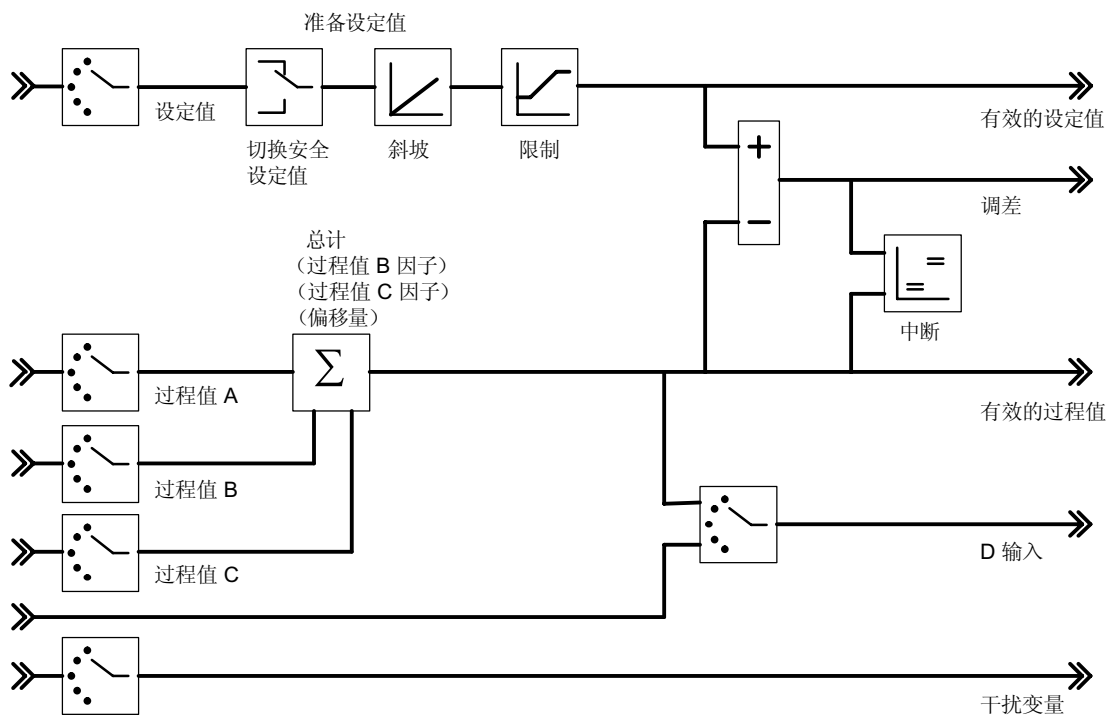 准备设定值
设定值
切换安全
设定值
斜坡
限制
有效的设定值
+
−
调差
总计
（过程值 B 因子）
（过程值 C 因子）
（偏移量）
Σ
中断
过程值 A
有效的过程值
过程值 B
过程值 C
D 输入
干扰变量